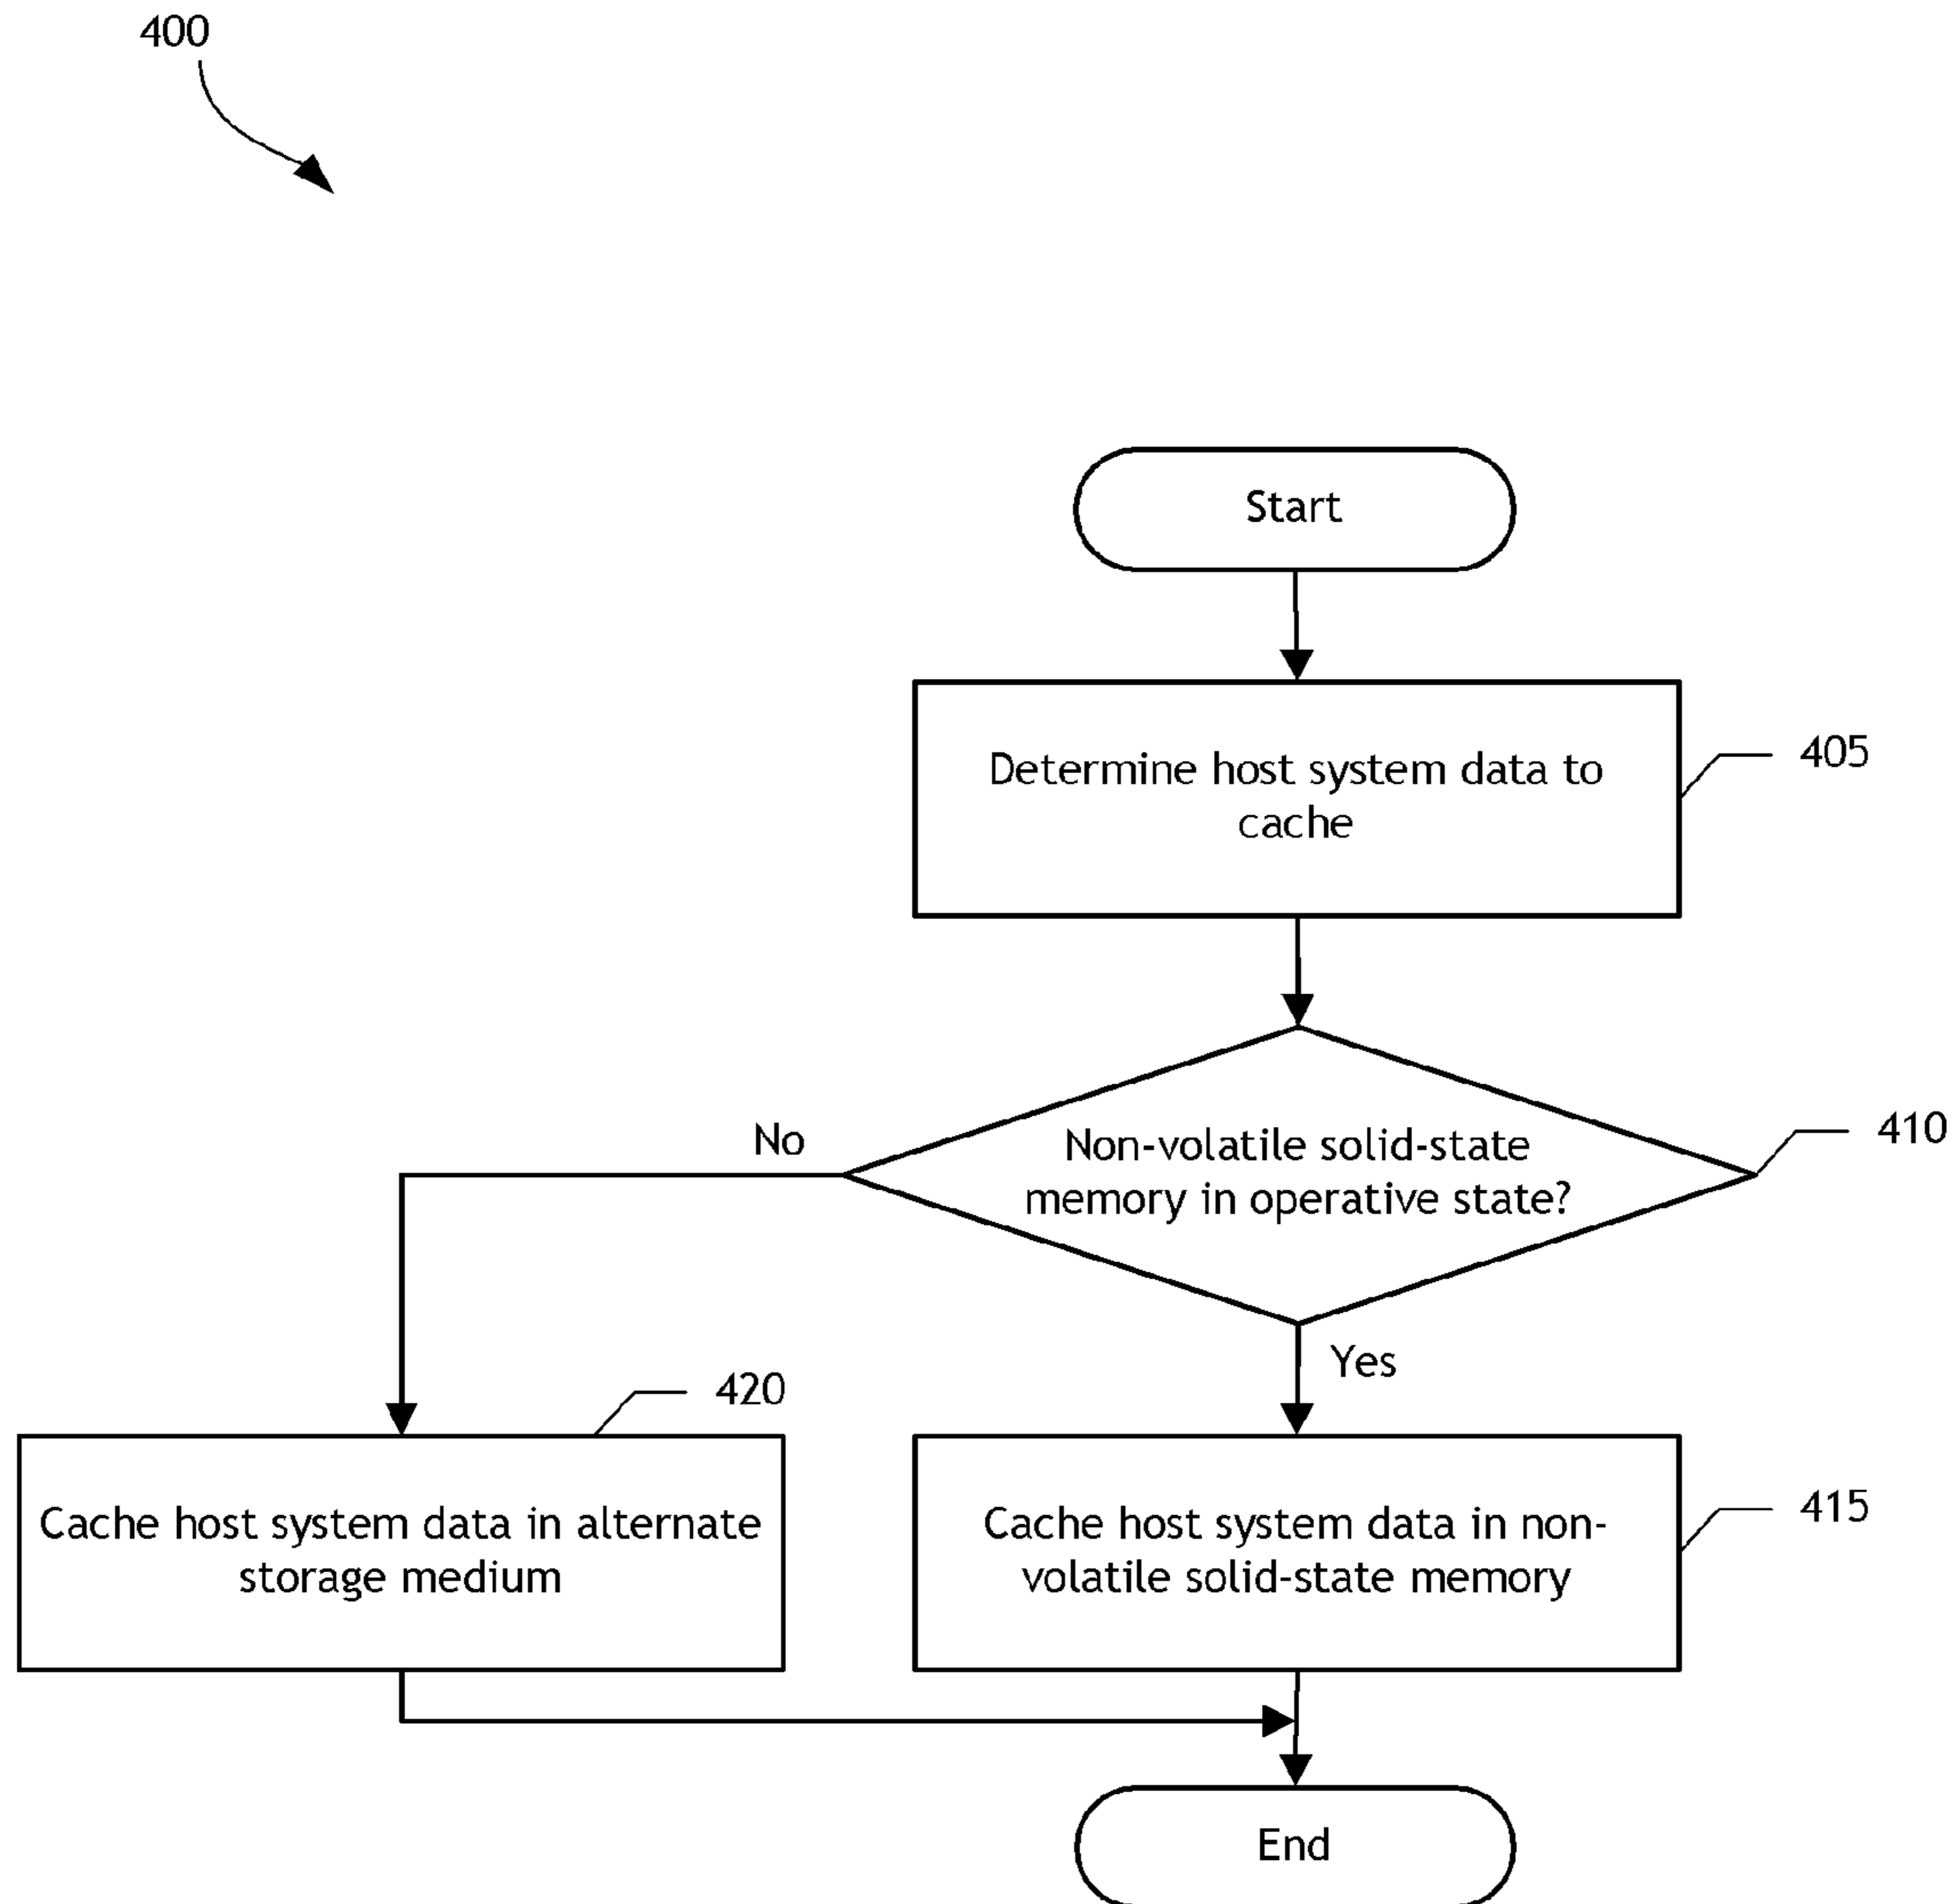 400
Start
Determine host system data to
cache
405
Non-volatile solid-state
memory in operative state?
410
No
Yes
420
Cache host system data in alternate
storage medium
Cache host system data in non-
volatile solid-state memory
415
End